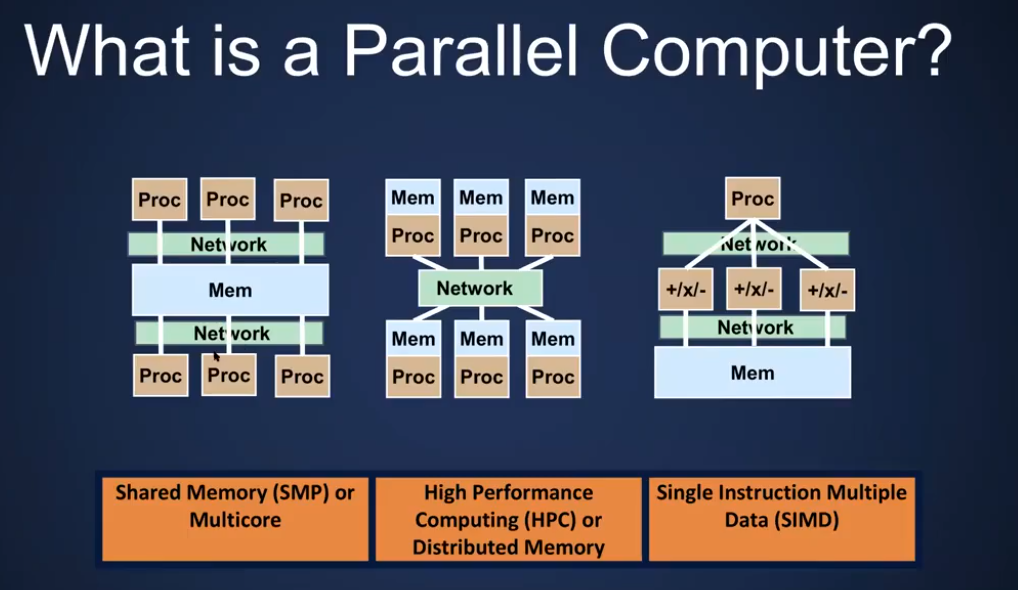 What is a Parallel Computer?
Proc Proc Proc
Network
Mem
Network
Proc Proc Proc
Mem Mem Mem
Proc Proc Proc
Network
Mem Mem Mem
Proc Proc Proc
Proc
Network
+/x/- +/x/- +/x/-
Network
Mem
Shared Memory (SMP) or
Multicore
High Performance
Computing (HPC) or
Distributed Memory
Single Instruction Multiple
Data (SIMD)